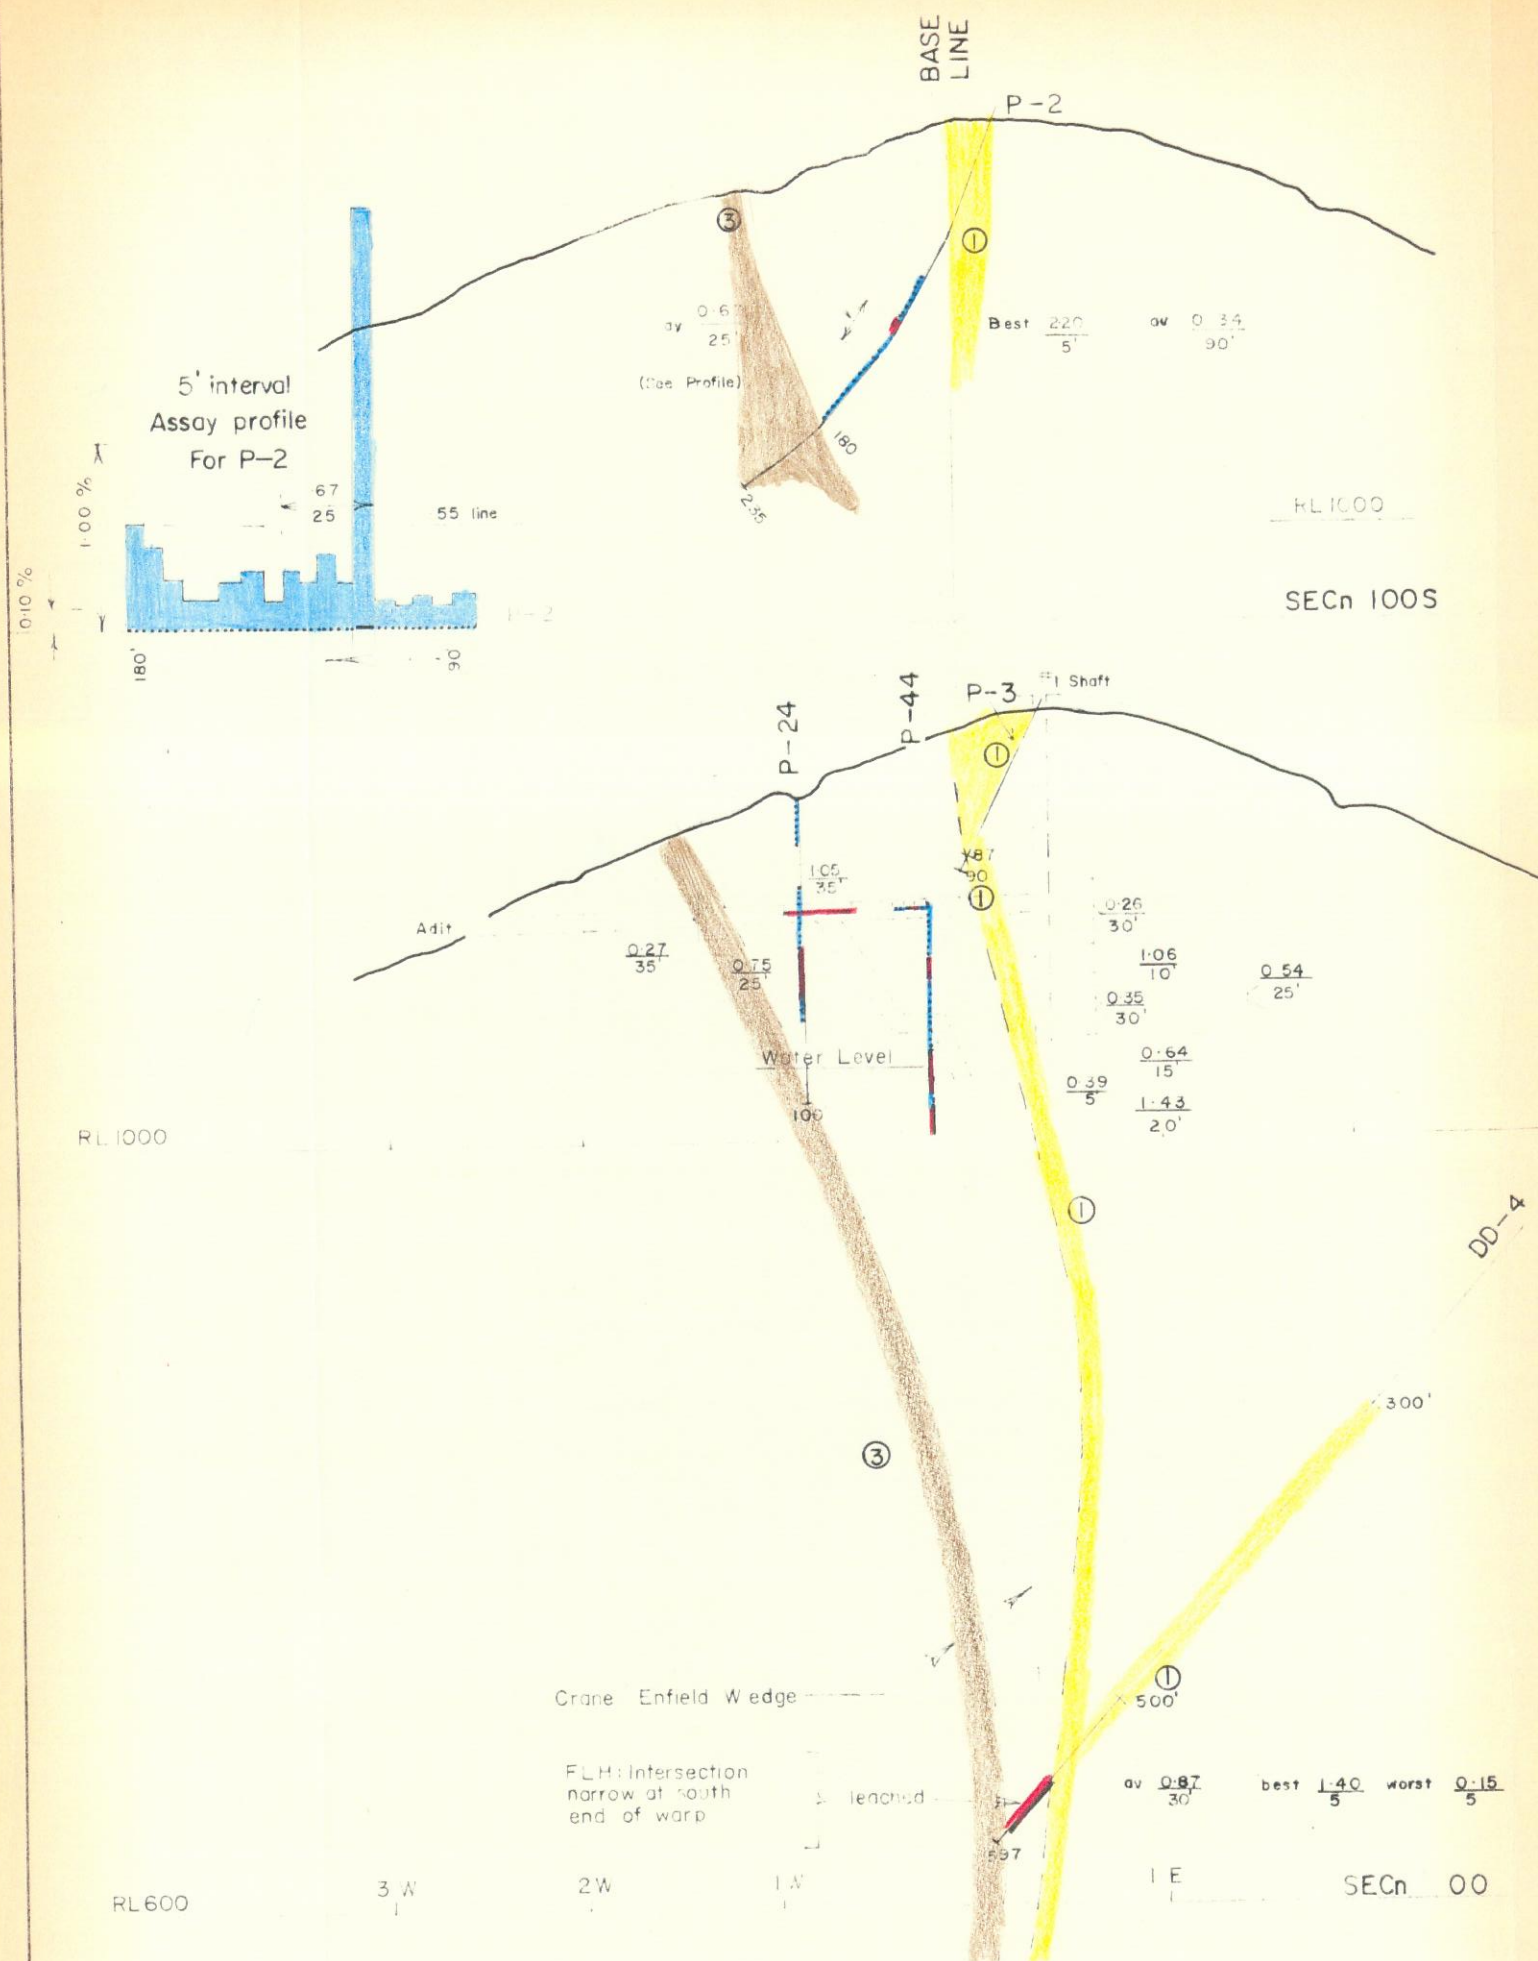 BASE
LINE
P-2
③
①
av 0.6
25'
(See Profile)
Best 220
5'
av 0.34
90'
180
235
5' interval
Assay profile
For P-2
1.00 %
0.10 %
.67
25
55 line
P-2
180'
90'
RL 1000
SECn 100S
P-24
P-44
P-3
#1 Shaft
①
87
90
①
1.05
35'
Adit
0.27
35'
0.75
25'
0.26
30'
1.06
10'
0.54
25'
0.35
30'
0.64
15'
0.39
5'
1.43
20'
Water Level
100
RL 1000
①
DD-4
300'
③
①
500'
Crane Enfield Wedge
FLH: Intersection
narrow at south
end of warp
leached
av 0.87
30'
best 1.40
5
worst 0.15
5
597
3 W
2 W
1 W
1 E
SECn 00
RL 600